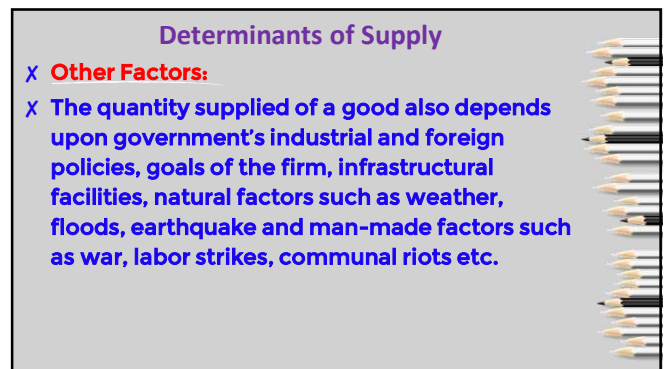 Determinants of Supply
✗ Other Factors:
✗ The quantity supplied of a good also depends
upon government's industrial and foreign
policies, goals of the firm, infrastructural
facilities, natural factors such as weather,
floods, earthquake and man-made factors such
as war, labor strikes, communal riots etc.